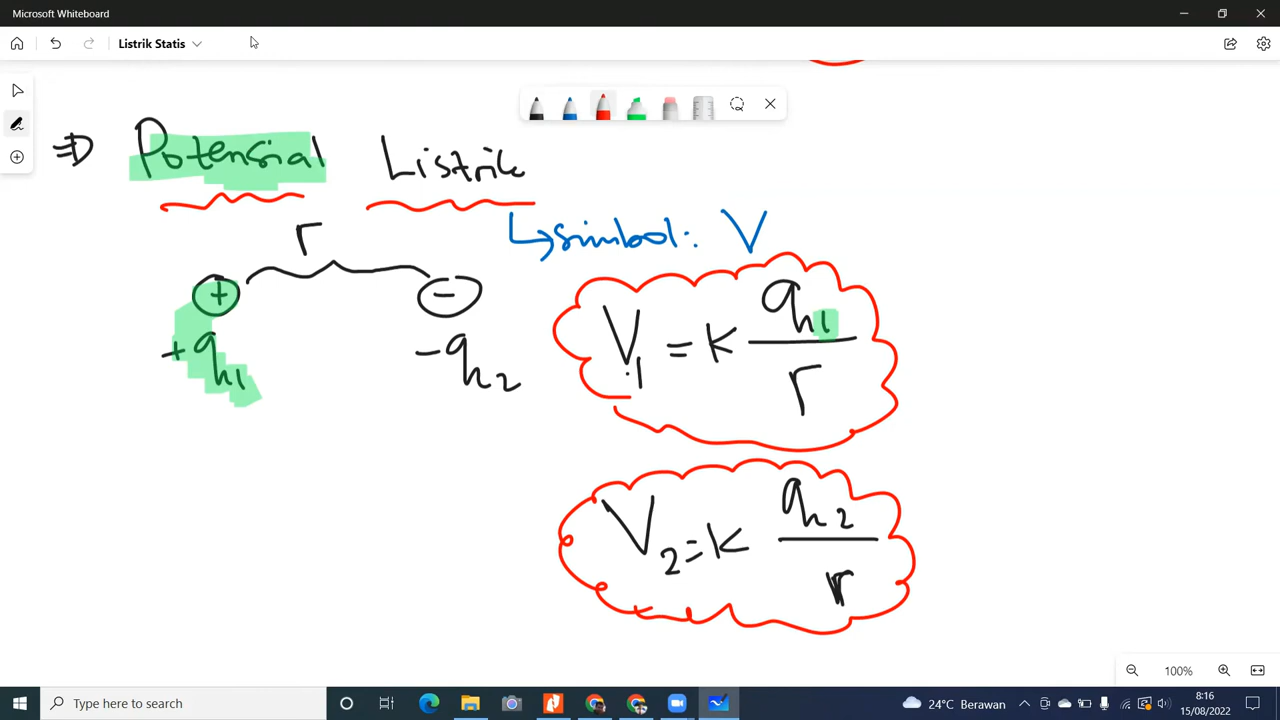 Microsoft Whiteboard
Listrik Statis
⇒ Potensial Listrik
↳ simbol: V
r
+
−
+q1
−q2
V1 = k q1/r
V2 = k q2/r
100%
Type here to search
24°C Berawan
8:16
15/08/2022